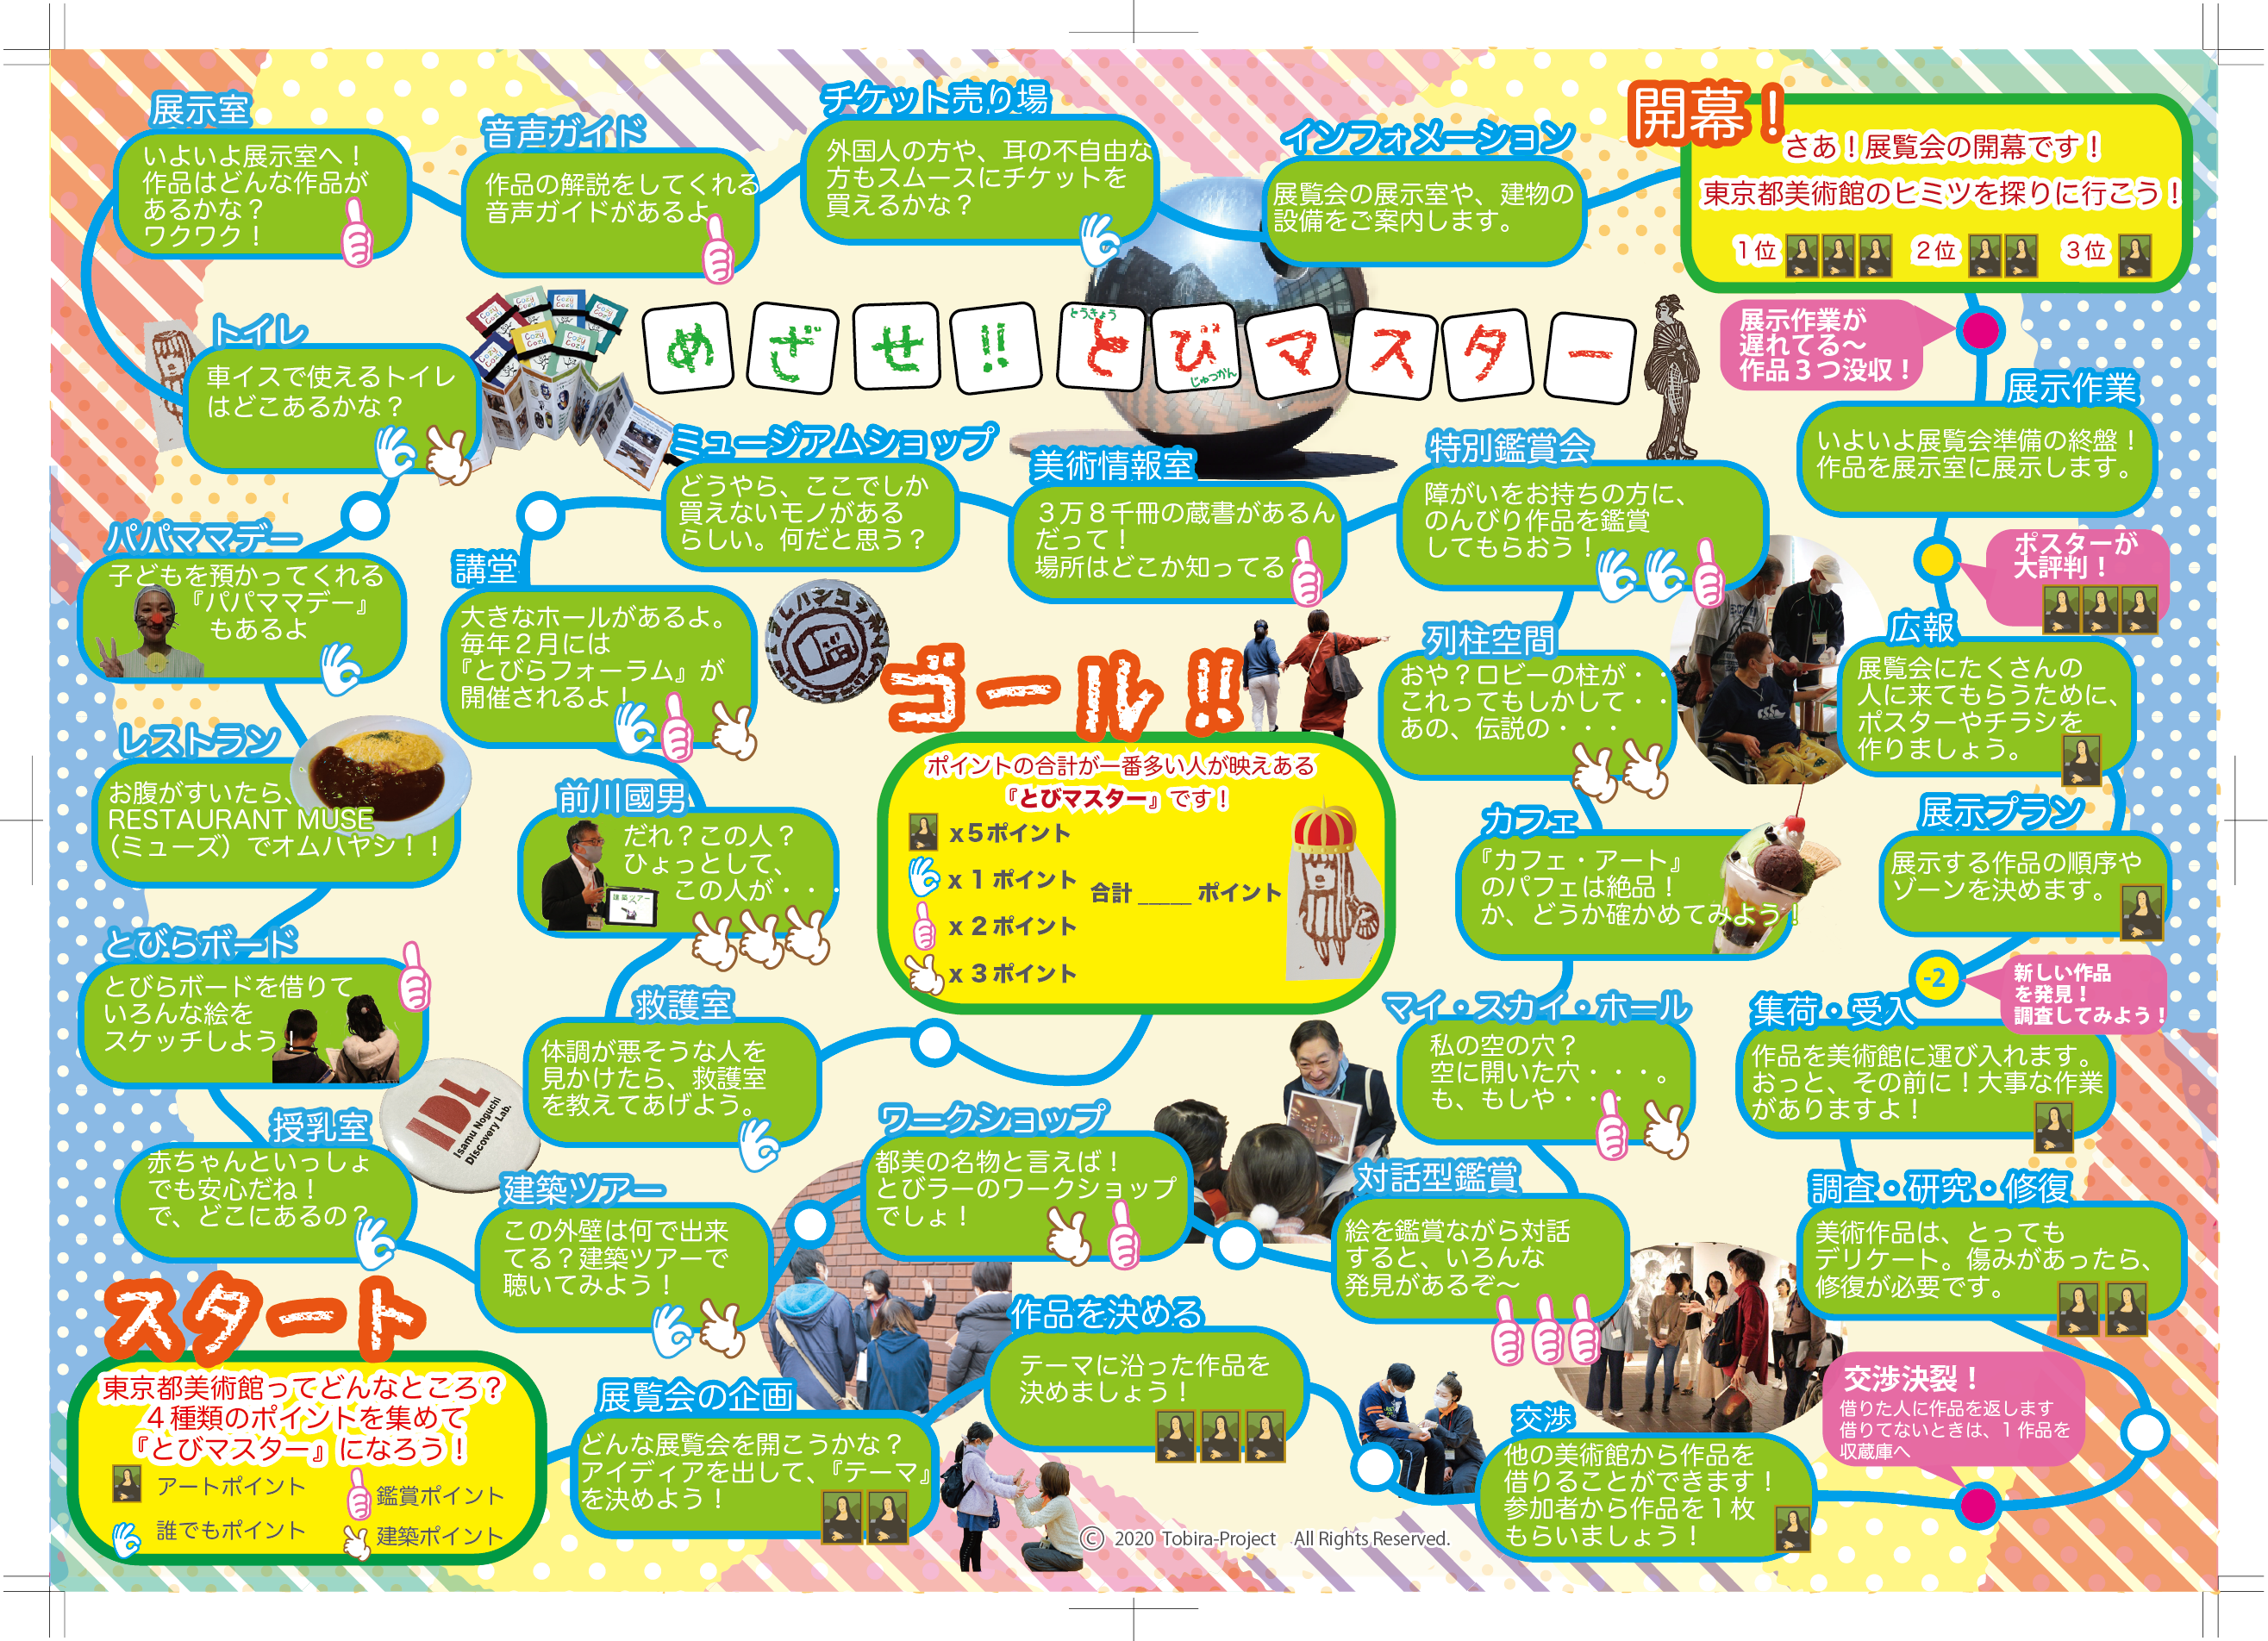 めざせ!!とびマスター
とうきょう
じゅつかん
スタート
東京都美術館ってどんなところ？
４種類のポイントを集めて
『とびマスター』になろう！
アートポイント
鑑賞ポイント
誰でもポイント
建築ポイント
展覧会の企画
どんな展覧会を開こうかな？
アイディアを出して、『テーマ』
を決めよう！
作品を決める
テーマに沿った作品を
決めましょう！
交渉
他の美術館から作品を
借りることができます！
参加者から作品を１枚
もらいましょう！
交渉決裂！
借りた人に作品を返します
借りてないときは、１作品を
収蔵庫へ
調査・研究・修復
美術作品は、とっても
デリケート。傷みがあったら、
修復が必要です。
集荷・受入
作品を美術館に運び入れます。
おっと、その前に！大事な作業
がありますよ！
-2
新しい作品
を発見！
調査してみよう！
展示プラン
展示する作品の順序や
ゾーンを決めます。
広報
展覧会にたくさんの
人に来てもらうために、
ポスターやチラシを
作りましょう。
ポスターが
大評判！
展示作業
いよいよ展覧会準備の終盤！
作品を展示室に展示します。
展示作業が
遅れてる～
作品３つ没収！
開幕！
さあ！展覧会の開幕です！
東京都美術館のヒミツを探りに行こう！
１位
２位
３位
インフォメーション
展覧会の展示室や、建物の
設備をご案内します。
チケット売り場
外国人の方や、耳の不自由な
方もスムースにチケットを
買えるかな？
音声ガイド
作品の解説をしてくれる
音声ガイドがあるよ
展示室
いよいよ展示室へ！
作品はどんな作品が
あるかな？
ワクワク！
トイレ
車イスで使えるトイレ
はどこあるかな？
パパママデー
子どもを預かってくれる
『パパママデー』
もあるよ
レストラン
お腹がすいたら、
RESTAURANT MUSE
（ミューズ）でオムハヤシ！！
とびらボード
とびらボードを借りて
いろんな絵を
スケッチしよう！
授乳室
赤ちゃんといっしょ
でも安心だね！
で、どこにあるの？
IDL
Isamu Noguchi
Discovery Lab.
建築ツアー
この外壁は何で出来
てる？建築ツアーで
聴いてみよう！
ワークショップ
都美の名物と言えば！
とびラーのワークショップ
でしょ！
対話型鑑賞
絵を鑑賞ながら対話
すると、いろんな
発見があるぞ～
マイ・スカイ・ホール
私の空の穴？
空に開いた穴・・・。
も、もしや・・・
カフェ
『カフェ・アート』
のパフェは絶品！
か、どうか確かめてみよう！
列柱空間
おや？ロビーの柱が・・
これってもしかして・・
あの、伝説の・・・
特別鑑賞会
障がいをお持ちの方に、
のんびり作品を鑑賞
してもらおう！
美術情報室
３万８千冊の蔵書があるん
だって！
場所はどこか知ってる？
ミュージアムショップ
どうやら、ここでしか
買えないモノがある
らしい。何だと思う？
講堂
大きなホールがあるよ。
毎年２月には
『とびらフォーラム』が
開催されるよ！
前川國男
だれ？この人？
ひょっとして、
この人が・・・
建築ツアー
救護室
体調が悪そうな人を
見かけたら、救護室
を教えてあげよう。
ゴール!!
ポイントの合計が一番多い人が映えある
『とびマスター』です！
x５ポイント
x１ポイント
合計 _____ ポイント
x２ポイント
x３ポイント
© 2020 Tobira-Project All Rights Reserved.